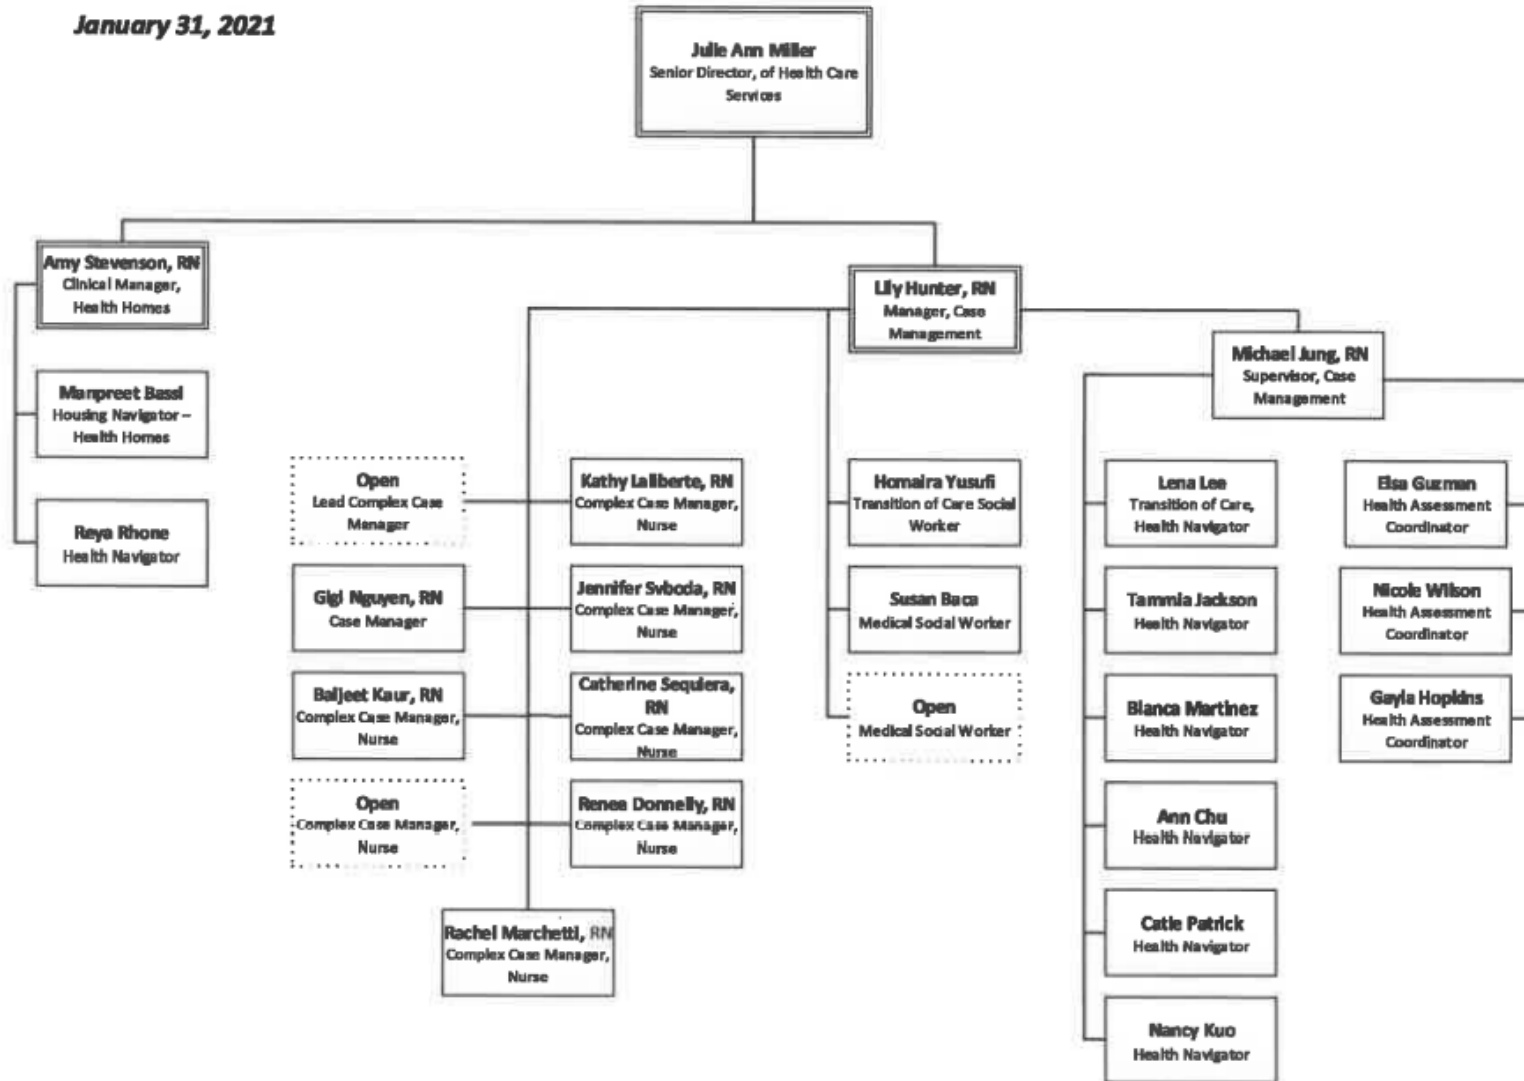 January 31, 2021
Julie Ann Miller
Senior Director, of Health Care
Services
Amy Stevenson, RN
Clinical Manager,
Health Homes
Manpreet Bassi
Housing Navigator –
Health Homes
Reya Rhone
Health Navigator
Lily Hunter, RN
Manager, Case
Management
Michael Jung, RN
Supervisor, Case
Management
Open
Lead Complex Case
Manager
Gigi Nguyen, RN
Case Manager
Baljeet Kaur, RN
Complex Case Manager,
Nurse
Open
Complex Case Manager,
Nurse
Kathy Laliberte, RN
Complex Case Manager,
Nurse
Jennifer Svboda, RN
Complex Case Manager,
Nurse
Catherine Sequiera,
RN
Complex Case Manager,
Nurse
Renee Donnelly, RN
Complex Case Manager,
Nurse
Rachel Marchetti, RN
Complex Case Manager,
Nurse
Homaira Yusufi
Transition of Care Social
Worker
Susan Baca
Medical Social Worker
Open
Medical Social Worker
Lena Lee
Transition of Care,
Health Navigator
Tammia Jackson
Health Navigator
Blanca Martinez
Health Navigator
Ann Chu
Health Navigator
Catie Patrick
Health Navigator
Nancy Kuo
Health Navigator
Elsa Guzman
Health Assessment
Coordinator
Nicole Wilson
Health Assessment
Coordinator
Gayla Hopkins
Health Assessment
Coordinator